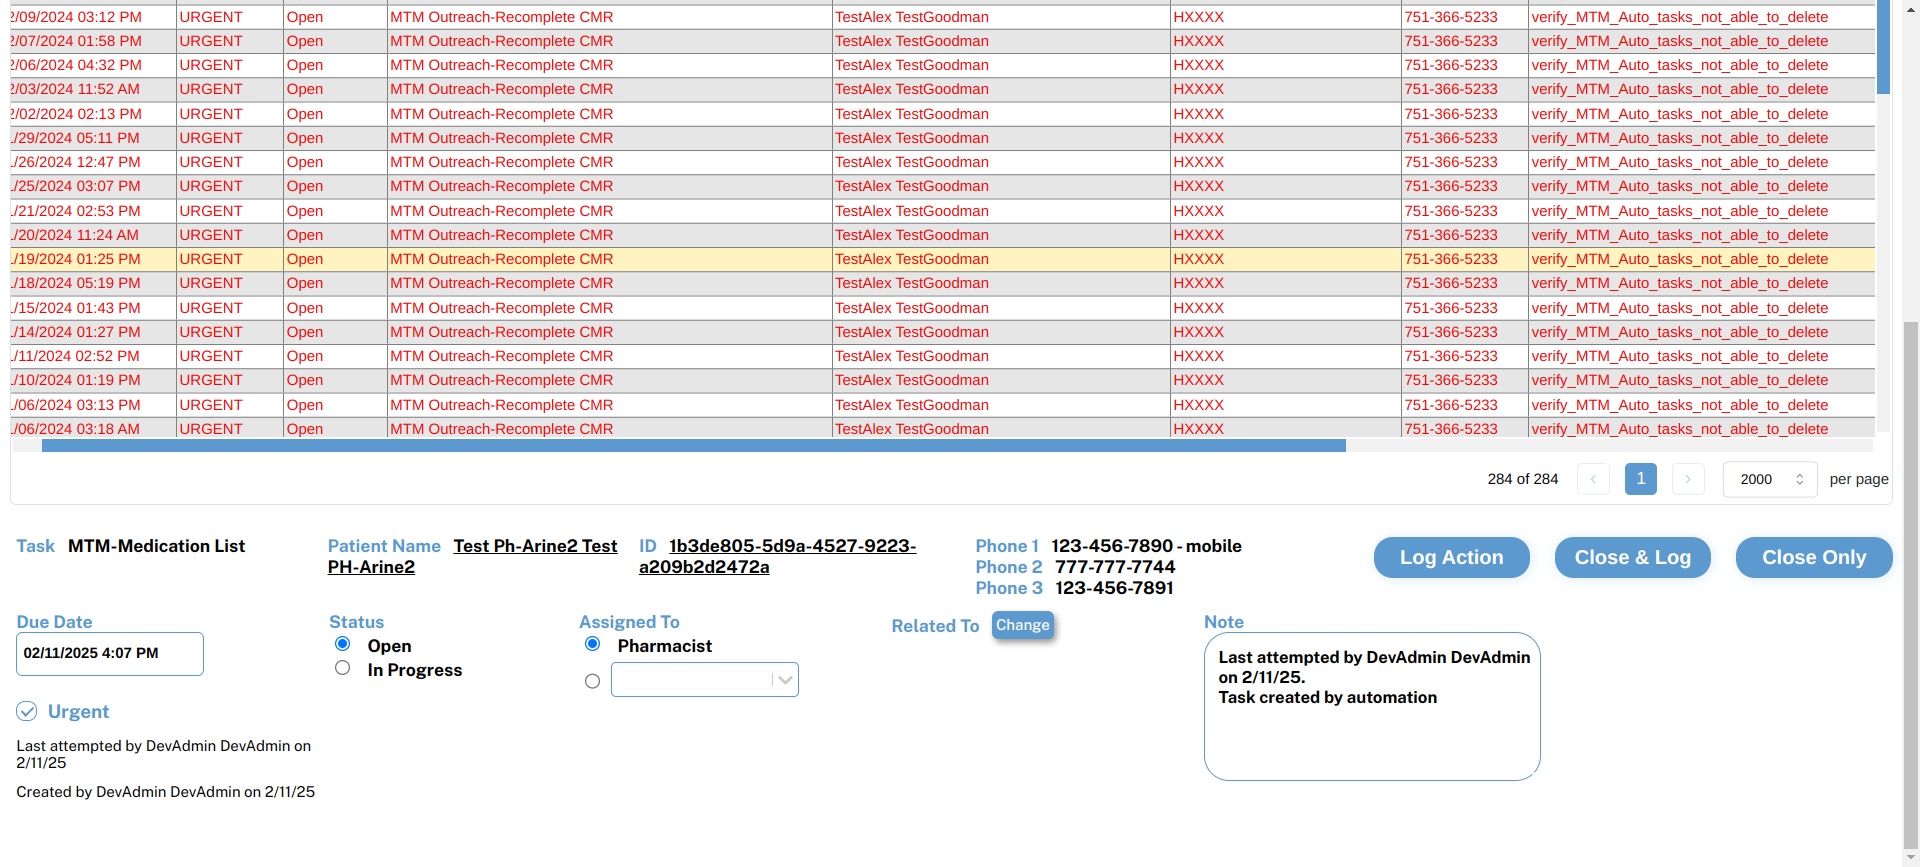 2/09/2024 03:12 PM URGENT Open MTM Outreach-Recomplete CMR TestAlex TestGoodman HXXXX 751-366-5233 verify_MTM_Auto_tasks_not_able_to_delete
2/07/2024 01:58 PM URGENT Open MTM Outreach-Recomplete CMR TestAlex TestGoodman HXXXX 751-366-5233 verify_MTM_Auto_tasks_not_able_to_delete
2/06/2024 04:32 PM URGENT Open MTM Outreach-Recomplete CMR TestAlex TestGoodman HXXXX 751-366-5233 verify_MTM_Auto_tasks_not_able_to_delete
2/03/2024 11:52 AM URGENT Open MTM Outreach-Recomplete CMR TestAlex TestGoodman HXXXX 751-366-5233 verify_MTM_Auto_tasks_not_able_to_delete
2/02/2024 02:13 PM URGENT Open MTM Outreach-Recomplete CMR TestAlex TestGoodman HXXXX 751-366-5233 verify_MTM_Auto_tasks_not_able_to_delete
/29/2024 05:11 PM URGENT Open MTM Outreach-Recomplete CMR TestAlex TestGoodman HXXXX 751-366-5233 verify_MTM_Auto_tasks_not_able_to_delete
/26/2024 12:47 PM URGENT Open MTM Outreach-Recomplete CMR TestAlex TestGoodman HXXXX 751-366-5233 verify_MTM_Auto_tasks_not_able_to_delete
/25/2024 03:07 PM URGENT Open MTM Outreach-Recomplete CMR TestAlex TestGoodman HXXXX 751-366-5233 verify_MTM_Auto_tasks_not_able_to_delete
/21/2024 02:53 PM URGENT Open MTM Outreach-Recomplete CMR TestAlex TestGoodman HXXXX 751-366-5233 verify_MTM_Auto_tasks_not_able_to_delete
/20/2024 11:24 AM URGENT Open MTM Outreach-Recomplete CMR TestAlex TestGoodman HXXXX 751-366-5233 verify_MTM_Auto_tasks_not_able_to_delete
/19/2024 01:25 PM URGENT Open MTM Outreach-Recomplete CMR TestAlex TestGoodman HXXXX 751-366-5233 verify_MTM_Auto_tasks_not_able_to_delete
/18/2024 05:19 PM URGENT Open MTM Outreach-Recomplete CMR TestAlex TestGoodman HXXXX 751-366-5233 verify_MTM_Auto_tasks_not_able_to_delete
/15/2024 01:43 PM URGENT Open MTM Outreach-Recomplete CMR TestAlex TestGoodman HXXXX 751-366-5233 verify_MTM_Auto_tasks_not_able_to_delete
/14/2024 01:27 PM URGENT Open MTM Outreach-Recomplete CMR TestAlex TestGoodman HXXXX 751-366-5233 verify_MTM_Auto_tasks_not_able_to_delete
/11/2024 02:52 PM URGENT Open MTM Outreach-Recomplete CMR TestAlex TestGoodman HXXXX 751-366-5233 verify_MTM_Auto_tasks_not_able_to_delete
/10/2024 01:19 PM URGENT Open MTM Outreach-Recomplete CMR TestAlex TestGoodman HXXXX 751-366-5233 verify_MTM_Auto_tasks_not_able_to_delete
/06/2024 03:13 PM URGENT Open MTM Outreach-Recomplete CMR TestAlex TestGoodman HXXXX 751-366-5233 verify_MTM_Auto_tasks_not_able_to_delete
/06/2024 03:18 AM URGENT Open MTM Outreach-Recomplete CMR TestAlex TestGoodman HXXXX 751-366-5233 verify_MTM_Auto_tasks_not_able_to_delete
284 of 284 < 1 > 2000 per page
Task MTM-Medication List
Patient Name Test Ph-Arine2 Test
PH-Arine2
ID 1b3de805-5d9a-4527-9223-
a209b2d2472a
Phone 1 123-456-7890 - mobile
Phone 2 777-777-7744
Phone 3 123-456-7891
Log Action Close & Log Close Only
Due Date
02/11/2025 4:07 PM
Urgent
Last attempted by DevAdmin DevAdmin on
2/11/25
Created by DevAdmin DevAdmin on 2/11/25
Status
Open
In Progress
Assigned To
Pharmacist
Related To Change
Note
Last attempted by DevAdmin DevAdmin
on 2/11/25.
Task created by automation